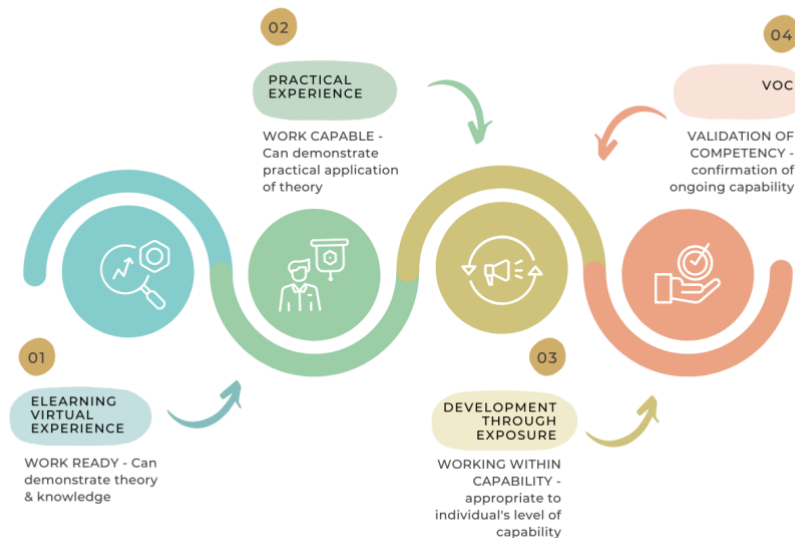 01
ELEARNING
VIRTUAL
EXPERIENCE
WORK READY - Can
demonstrate theory
& knowledge
02
PRACTICAL
EXPERIENCE
WORK CAPABLE -
Can demonstrate
practical application
of theory
03
DEVELOPMENT
THROUGH
EXPOSURE
WORKING WITHIN
CAPABILITY -
appropriate to
individual's level of
capability
04
VOC
VALIDATION OF
COMPETENCY -
confirmation of
ongoing capability